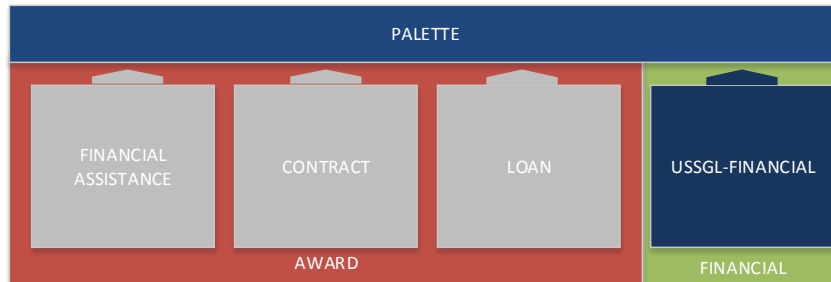 PALETTE
FINANCIAL
ASSISTANCE
CONTRACT
LOAN
USSGL-FINANCIAL
AWARD
FINANCIAL